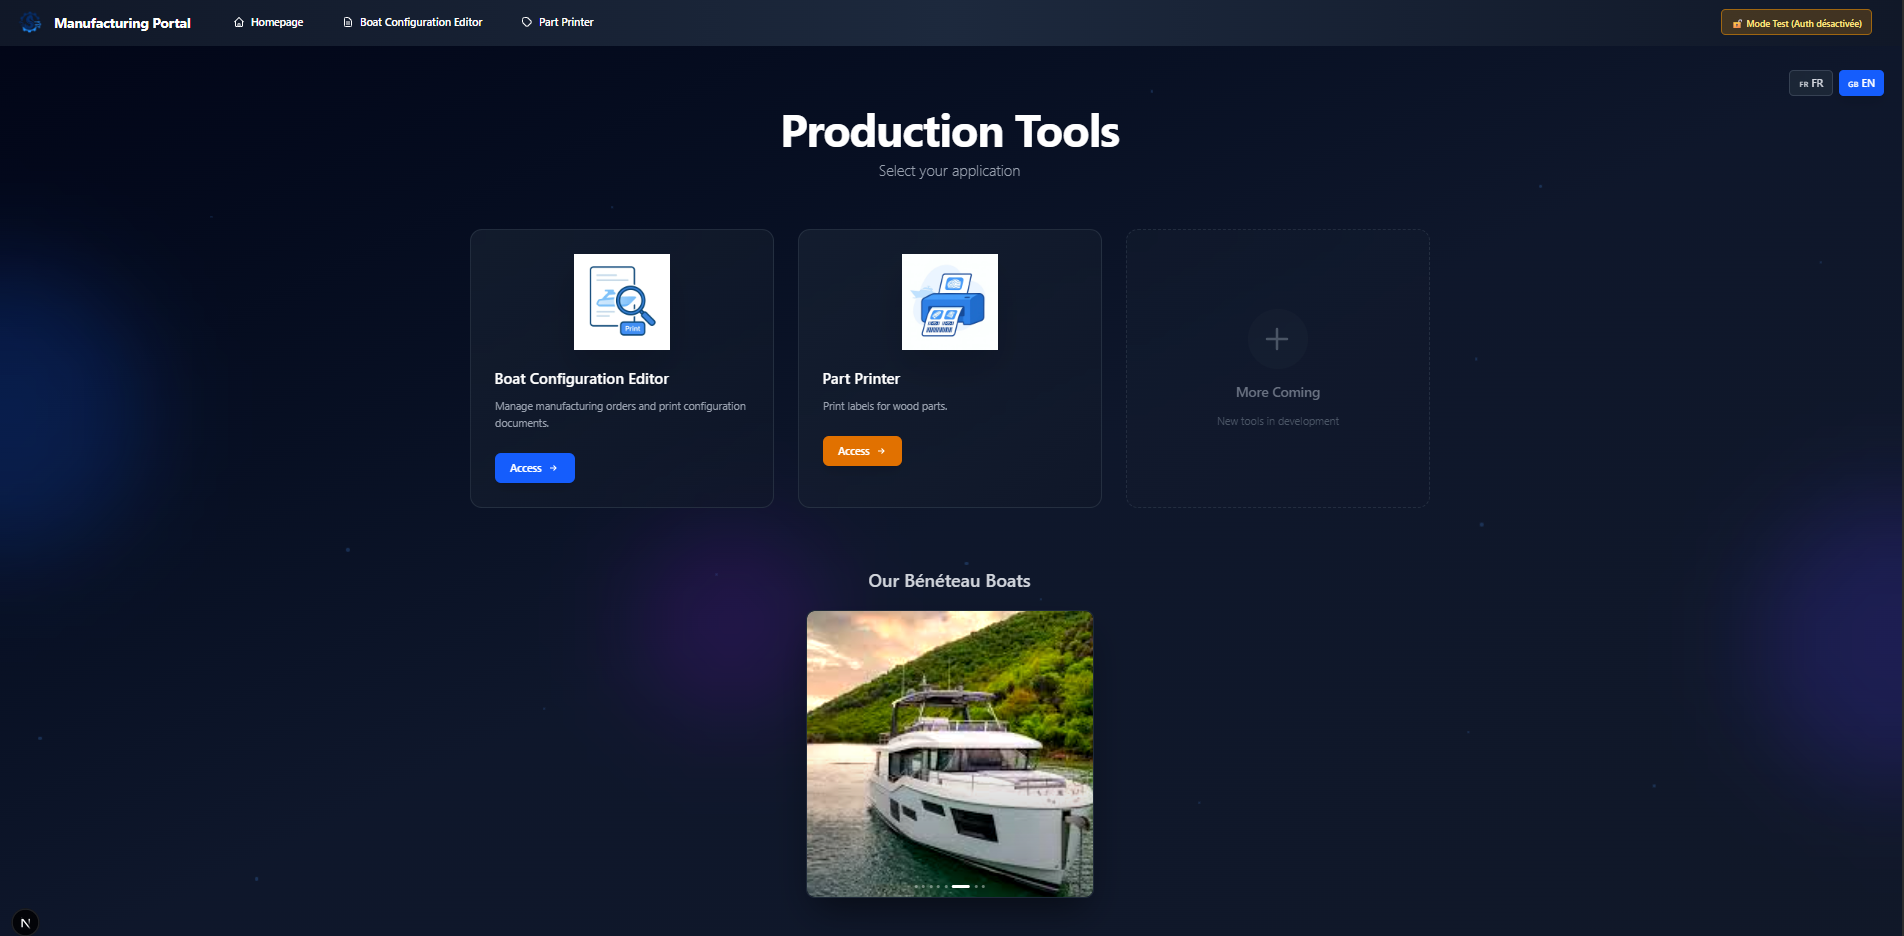 Manufacturing Portal
Homepage
Boat Configuration Editor
Part Printer
Mode Test (Auth désactivée)
FR FR
GB EN
Production Tools
Select your application
Print
Boat Configuration Editor
Manage manufacturing orders and print configuration
documents.
Access
Part Printer
Print labels for wood parts.
Access
More Coming
New tools in development
Our Bénéteau Boats
N